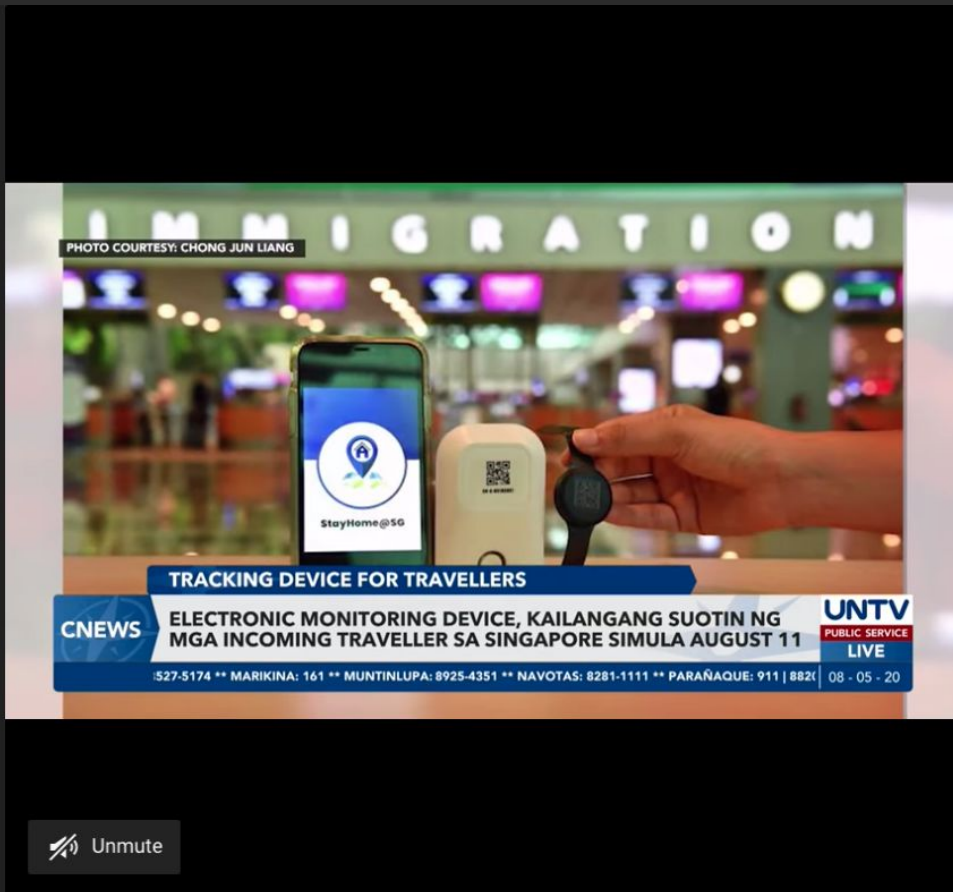 IMMIGRATION
PHOTO COURTESY: CHONG JUN LIANG
StayHome@SG
TRACKING DEVICE FOR TRAVELLERS
CNEWS
ELECTRONIC MONITORING DEVICE, KAILANGANG SUOTIN NG
MGA INCOMING TRAVELLER SA SINGAPORE SIMULA AUGUST 11
UNTV
PUBLIC SERVICE
LIVE
527-5174 ** MARIKINA: 161 ** MUNTINLUPA: 8925-4351 ** NAVOTAS: 8281-1111 ** PARAÑAQUE: 911 | 882
08 - 05 - 20
Unmute